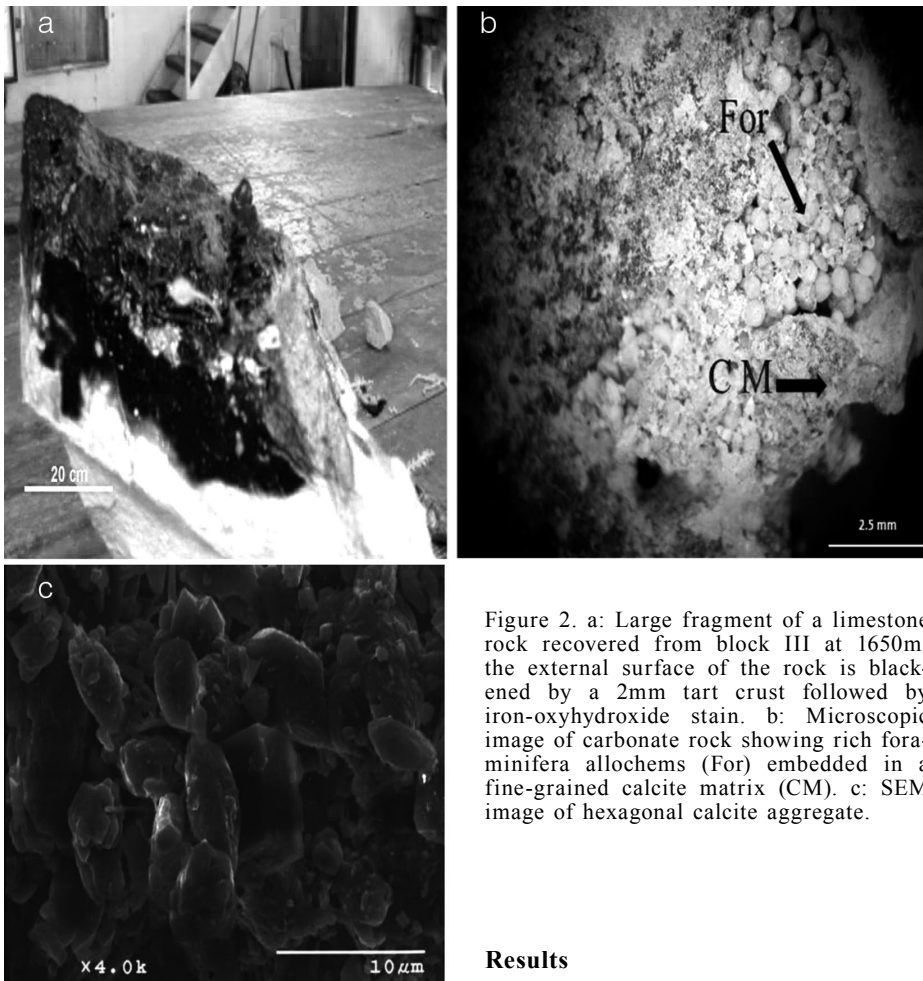 a
20 cm
b
For
CM
2.5 mm
c
×4.0k
10μm
Figure 2. a: Large fragment of a limestone
rock recovered from block III at 1650m
the external surface of the rock is black-
ened by a 2mm tart crust followed by
iron-oxyhydroxide stain. b: Microscopic
image of carbonate rock showing rich fora-
minifera allochems (For) embedded in a
fine-grained calcite matrix (CM). c: SEM
image of hexagonal calcite aggregate.
Results